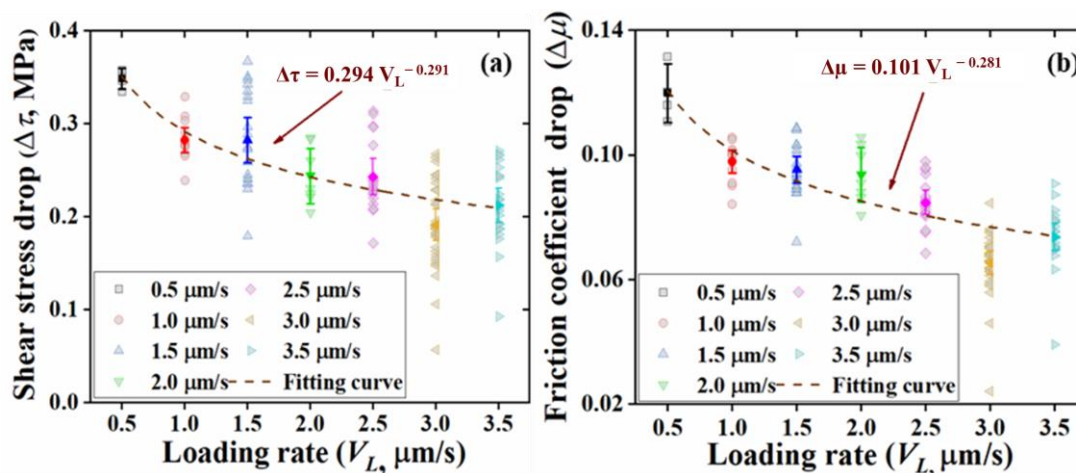 0.4
0.3
0.2
0.1
0.0
Shear stress drop (Δτ, MPa)
(a)
Δτ = 0.294 V_L^−0.291
0.5 μm/s
2.5 μm/s
1.0 μm/s
3.0 μm/s
1.5 μm/s
3.5 μm/s
2.0 μm/s
Fitting curve
0.5 1.0 1.5 2.0 2.5 3.0 3.5
Loading rate (V_L, μm/s)
0.14
0.10
0.06
0.02
Friction coefficient drop (Δμ)
(b)
Δμ = 0.101 V_L^−0.281
0.5 μm/s
2.5 μm/s
1.0 μm/s
3.0 μm/s
1.5 μm/s
3.5 μm/s
2.0 μm/s
Fitting curve
0.5 1.0 1.5 2.0 2.5 3.0 3.5
Loading rate (V_L, μm/s)